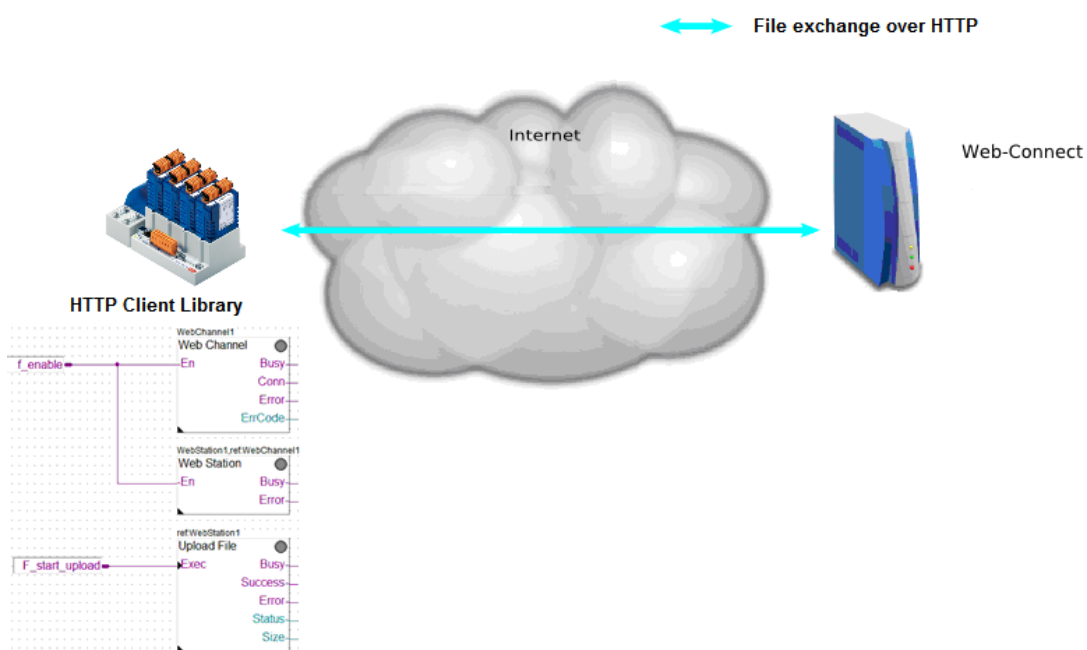 File exchange over HTTP
Internet
Web-Connect
HTTP Client Library
WebChannel1
Web Channel
f_enable
En
Busy
Conn
Error
ErrCode
WebStation1,ref:WebChannel1
Web Station
En
Busy
Error
ref:WebStation1
Upload File
F_start_upload
Exec
Busy
Success
Error
Status
Size